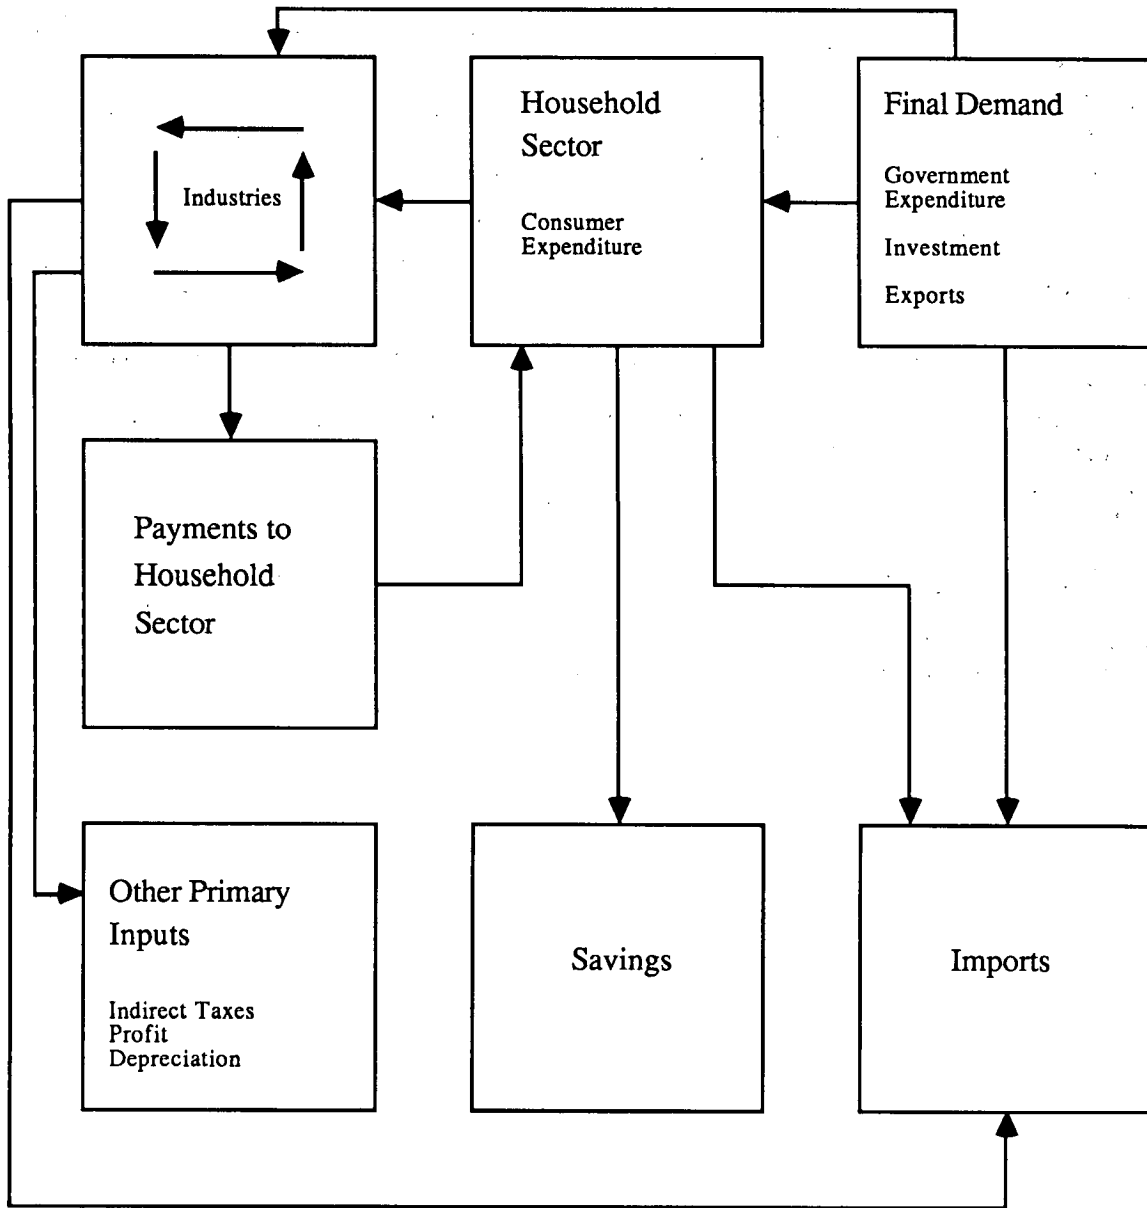 Industries
Household
Sector
Consumer
Expenditure
Final Demand
Government
Expenditure
Investment
Exports
Payments to
Household
Sector
Other Primary
Inputs
Indirect Taxes
Profit
Depreciation
Savings
Imports